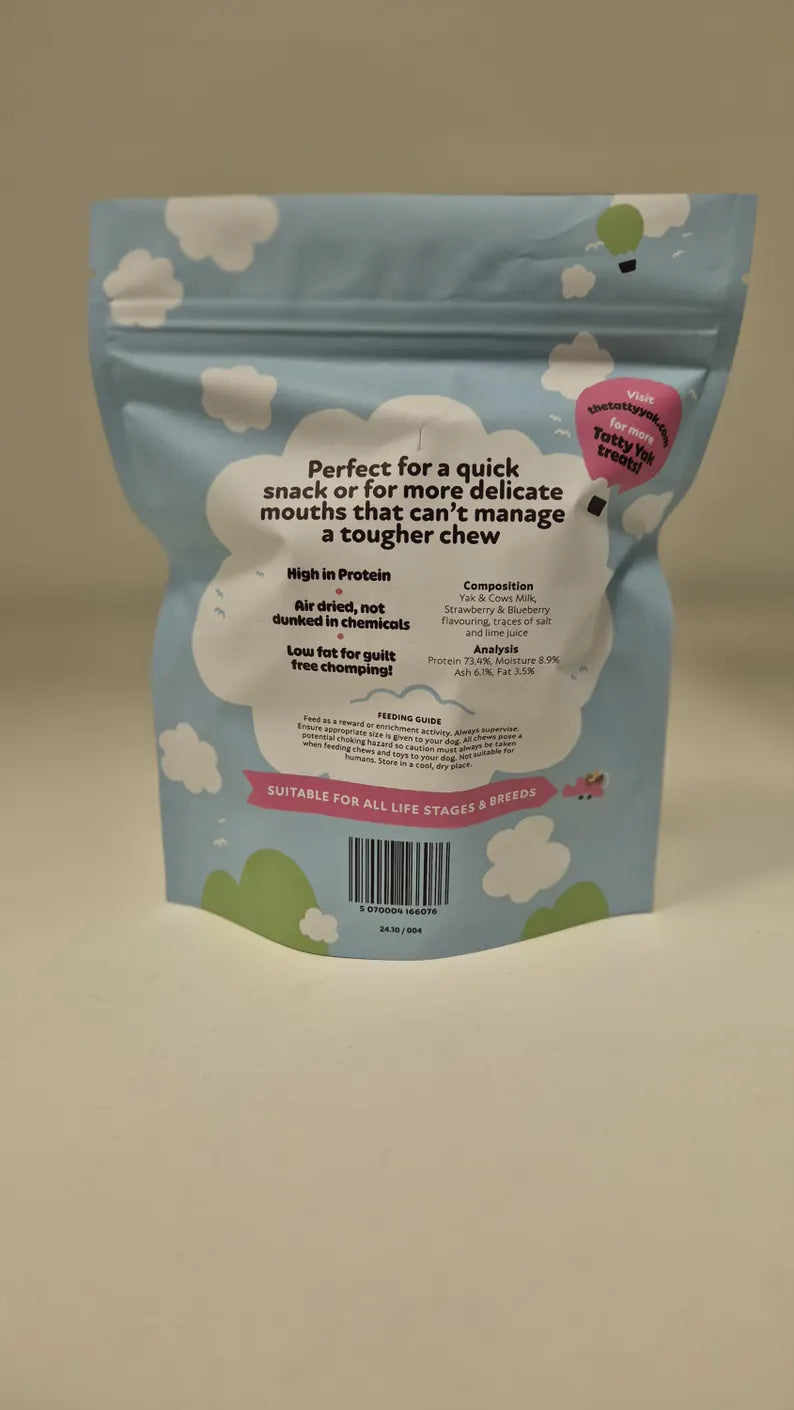 Visit
thetattyyak.com
for more
Tatty Yak
treats!
Perfect for a quick
snack or for more delicate
mouths that can't manage
a tougher chew
High in Protein
Air dried, not
dunked in chemicals
Low fat for guilt
free chomping!
Composition
Yak & Cows Milk,
Strawberry & Blueberry
flavouring, traces of salt
and lime juice
Analysis
Protein 73.4%, Moisture 8.9%
Ash 6.1%, Fat 3.5%
FEEDING GUIDE
Feed as a reward or enrichment activity. Always supervise.
Ensure appropriate size is given to your dog. All chews pose a
potential choking hazard so caution must always be taken
when feeding chews and toys to your dog. Not suitable for
humans. Store in a cool, dry place.
SUITABLE FOR ALL LIFE STAGES & BREEDS
5 070004 166076
24.10 / 004